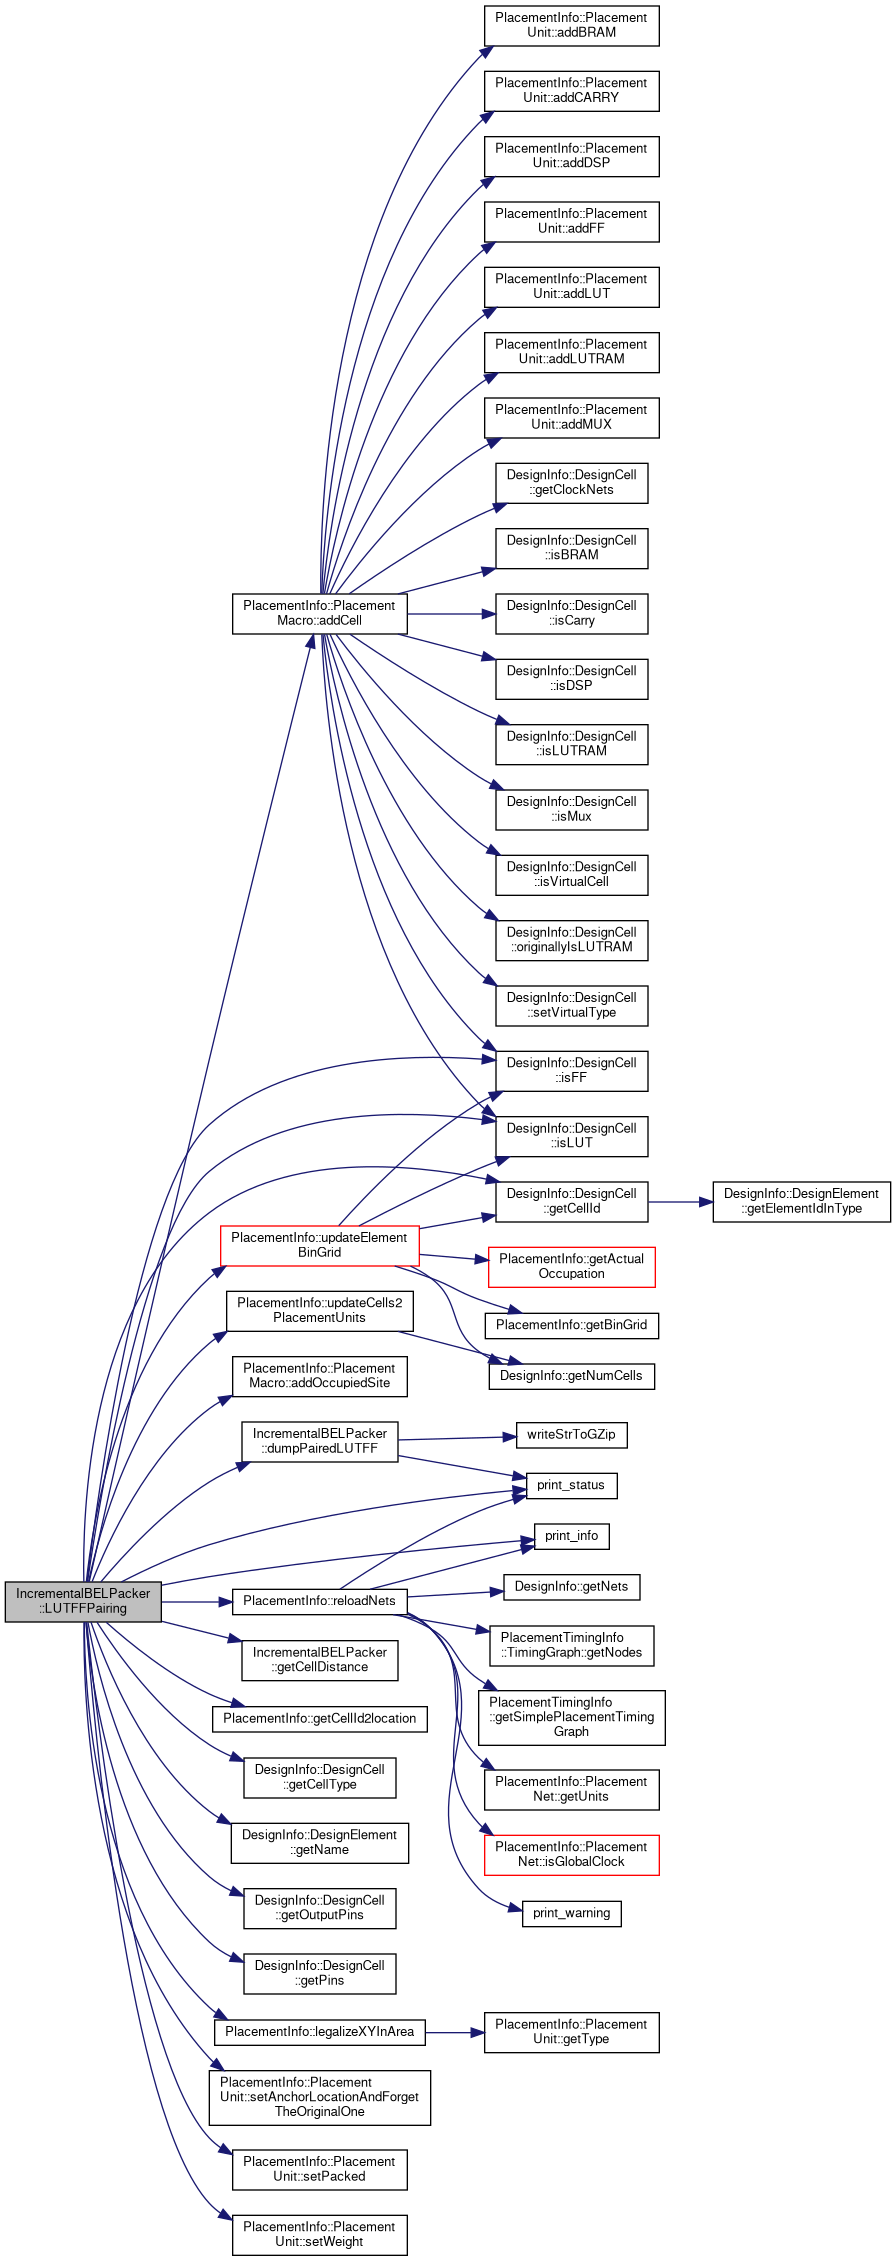 PlacementInfo::Placement
Unit::addBRAM
PlacementInfo::Placement
Unit::addCARRY
PlacementInfo::Placement
Unit::addDSP
PlacementInfo::Placement
Unit::addFF
PlacementInfo::Placement
Unit::addLUT
PlacementInfo::Placement
Unit::addLUTRAM
PlacementInfo::Placement
Unit::addMUX
DesignInfo::DesignCell
::getClockNets
DesignInfo::DesignCell
::isBRAM
PlacementInfo::Placement
Macro::addCell
DesignInfo::DesignCell
::isCarry
DesignInfo::DesignCell
::isDSP
DesignInfo::DesignCell
::isLUTRAM
DesignInfo::DesignCell
::isMux
DesignInfo::DesignCell
::isVirtualCell
DesignInfo::DesignCell
::originallyIsLUTRAM
DesignInfo::DesignCell
::setVirtualType
DesignInfo::DesignCell
::isFF
DesignInfo::DesignCell
::isLUT
DesignInfo::DesignCell
::getCellId
DesignInfo::DesignElement
::getElementIdInType
PlacementInfo::updateElement
BinGrid
PlacementInfo::getActual
Occupation
PlacementInfo::updateCells2
PlacementUnits
PlacementInfo::getBinGrid
PlacementInfo::Placement
Macro::addOccupiedSite
DesignInfo::getNumCells
IncrementalBELPacker
::dumpPairedLUTFF
writeStrToGZip
print_status
print_info
IncrementalBELPacker
::LUTFFPairing
PlacementInfo::reloadNets
DesignInfo::getNets
PlacementTimingInfo
::TimingGraph::getNodes
IncrementalBELPacker
::getCellDistance
PlacementTimingInfo
::getSimplePlacementTiming
Graph
PlacementInfo::getCellId2location
DesignInfo::DesignCell
::getCellType
PlacementInfo::Placement
Net::getUnits
DesignInfo::DesignElement
::getName
PlacementInfo::Placement
Net::isGlobalClock
DesignInfo::DesignCell
::getOutputPins
print_warning
DesignInfo::DesignCell
::getPins
PlacementInfo::legalizeXYInArea
PlacementInfo::Placement
Unit::getType
PlacementInfo::Placement
Unit::setAnchorLocationAndForget
TheOriginalOne
PlacementInfo::Placement
Unit::setPacked
PlacementInfo::Placement
Unit::setWeight